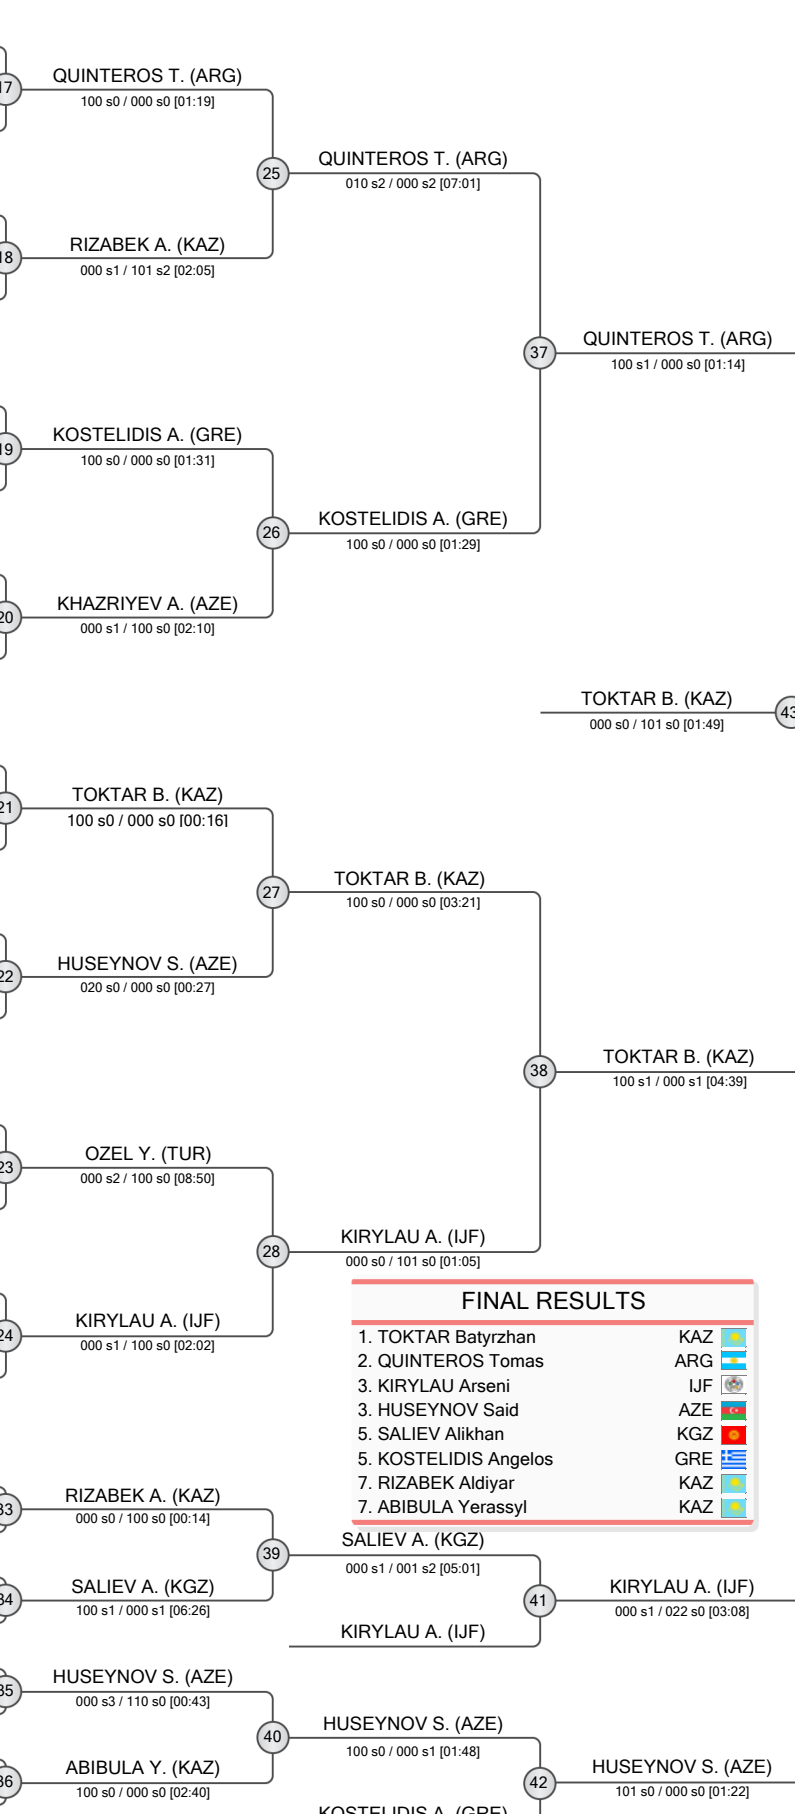 QUINTEROS T. (ARG)
17
100 s0 / 000 s0 [01:19]
QUINTEROS T. (ARG)
25
010 s2 / 000 s2 [07:01]
RIZABEK A. (KAZ)
18
000 s1 / 101 s2 [02:05]
QUINTEROS T. (ARG)
37
100 s1 / 000 s0 [01:14]
KOSTELIDIS A. (GRE)
19
100 s0 / 000 s0 [01:31]
KOSTELIDIS A. (GRE)
26
100 s0 / 000 s0 [01:29]
KHAZRIYEV A. (AZE)
20
000 s1 / 100 s0 [02:10]
TOKTAR B. (KAZ)
43
000 s0 / 101 s0 [01:49]
TOKTAR B. (KAZ)
21
100 s0 / 000 s0 [00:16]
TOKTAR B. (KAZ)
27
100 s0 / 000 s0 [03:21]
HUSEYNOV S. (AZE)
22
020 s0 / 000 s0 [00:27]
TOKTAR B. (KAZ)
38
100 s1 / 000 s1 [04:39]
OZEL Y. (TUR)
23
000 s2 / 100 s0 [08:50]
KIRYLAU A. (IJF)
28
000 s0 / 101 s0 [01:05]
KIRYLAU A. (IJF)
24
000 s1 / 100 s0 [02:02]
FINAL RESULTS
1. TOKTAR Batyrzhan KAZ
2. QUINTEROS Tomas ARG
3. KIRYLAU Arseni IJF
3. HUSEYNOV Said AZE
5. SALIEV Alikhan KGZ
5. KOSTELIDIS Angelos GRE
7. RIZABEK Aldiyar KAZ
7. ABIBULA Yerassyl KAZ
RIZABEK A. (KAZ)
33
000 s0 / 100 s0 [00:14]
SALIEV A. (KGZ)
39
000 s1 / 001 s2 [05:01]
SALIEV A. (KGZ)
34
100 s1 / 000 s1 [06:26]
KIRYLAU A. (IJF)
41
000 s1 / 022 s0 [03:08]
KIRYLAU A. (IJF)
HUSEYNOV S. (AZE)
35
000 s3 / 110 s0 [00:43]
HUSEYNOV S. (AZE)
40
100 s0 / 000 s1 [01:48]
ABIBULA Y. (KAZ)
36
100 s0 / 000 s0 [02:40]
HUSEYNOV S. (AZE)
42
101 s0 / 000 s0 [01:22]
KOSTELIDIS A. (GRE)